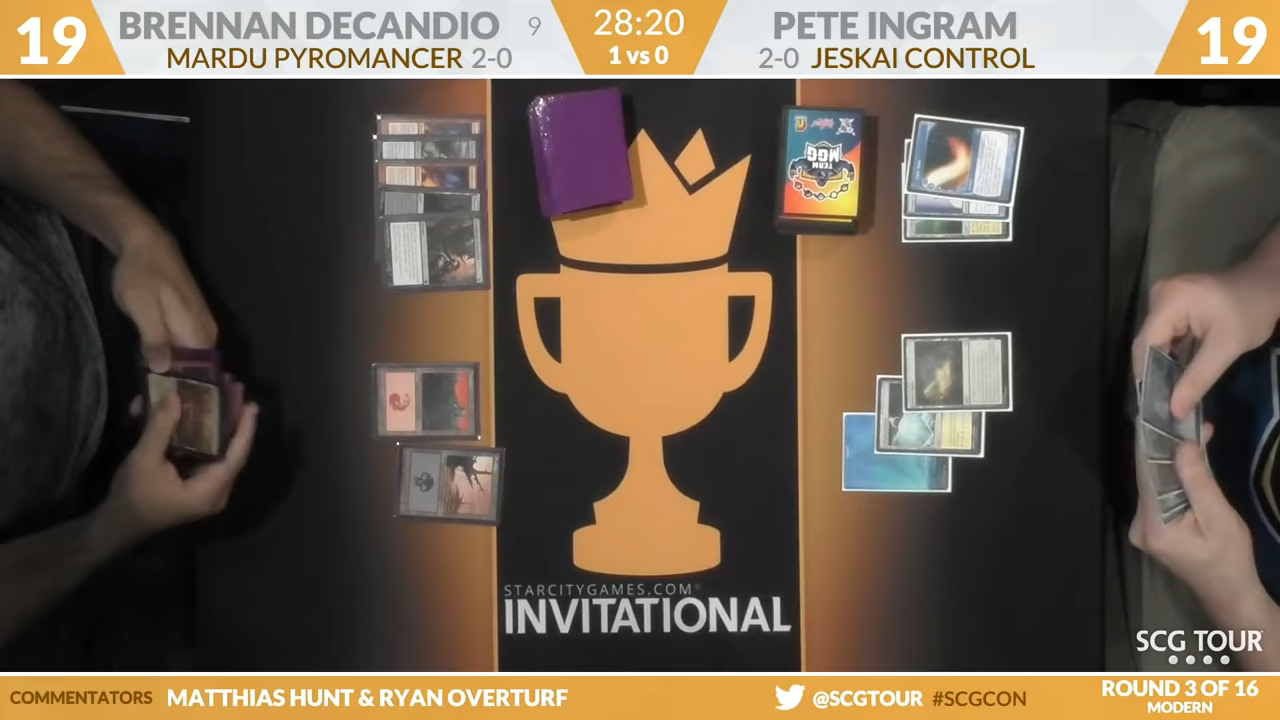 19
BRENNAN DECANDIO 9
MARDU PYROMANCER 2-0
28:20
1 vs 0
PETE INGRAM
2-0 JESKAI CONTROL
19
MGG
TEAM
STARCITYGAMES.COM®
INVITATIONAL
SCG TOUR
COMMENTATORS MATTHIAS HUNT & RYAN OVERTURF
@SCGTOUR #SCGCON
ROUND 3 OF 16
MODERN